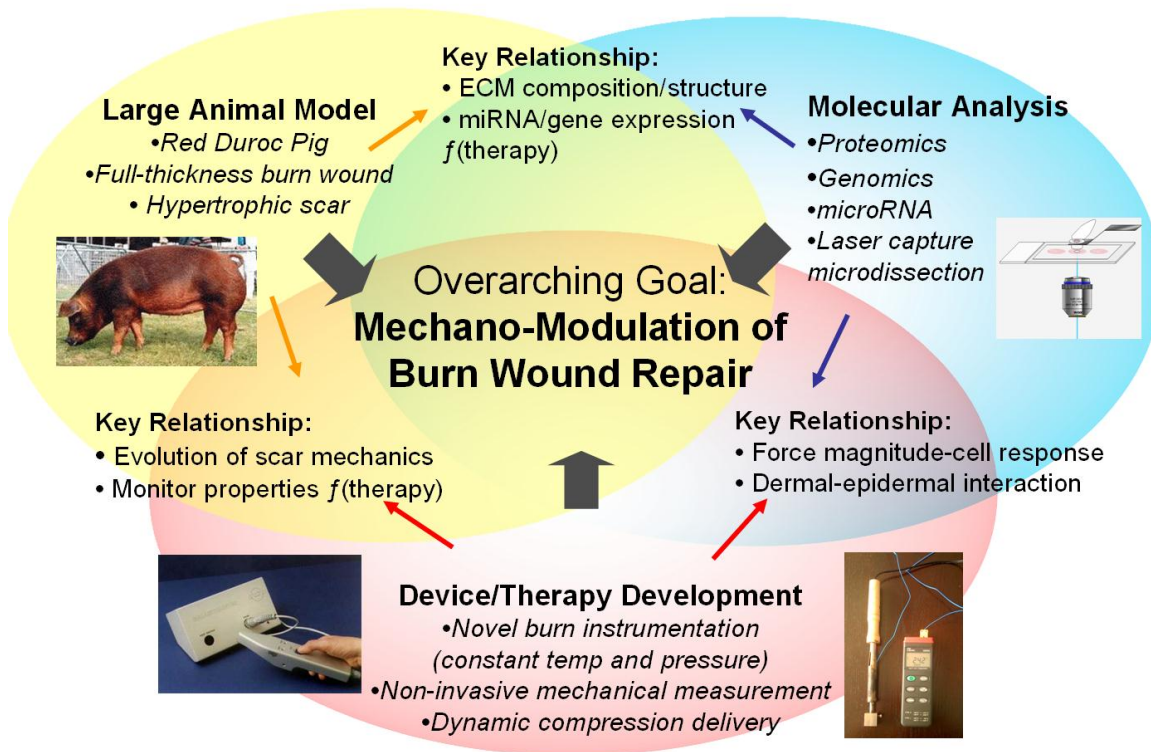 Key Relationship:
• ECM composition/structure
• miRNA/gene expression
ƒ(therapy)
Large Animal Model
•Red Duroc Pig
•Full-thickness burn wound
• Hypertrophic scar
Molecular Analysis
•Proteomics
•Genomics
•microRNA
•Laser capture
microdissection
Overarching Goal:
Mechano-Modulation of
Burn Wound Repair
Key Relationship:
• Evolution of scar mechanics
• Monitor properties ƒ(therapy)
Key Relationship:
• Force magnitude-cell response
• Dermal-epidermal interaction
Device/Therapy Development
•Novel burn instrumentation
(constant temp and pressure)
•Non-invasive mechanical measurement
•Dynamic compression delivery